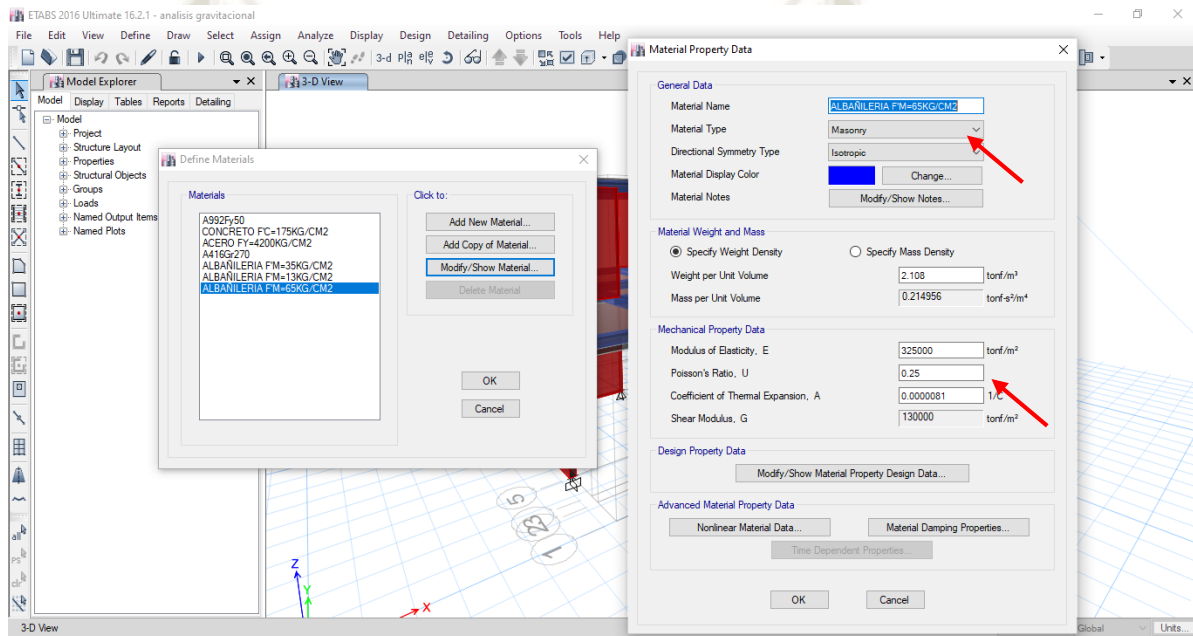 ETABS 2016 Ultimate 16.2.1 - analisis gravitacional
File Edit View Define Draw Select Assign Analyze Display Design Detailing Options Tools Help
3-d
Model Explorer
Model Display Tables Reports Detailing
Model
Project
Structure Layout
Properties
Structural Objects
Groups
Loads
Named Output Items
Named Plots
3-D View
Define Materials
Materials
A992Fy50
CONCRETO F'C=175KG/CM2
ACERO FY=4200KG/CM2
A416Gr270
ALBAÑILERIA F'M=35KG/CM2
ALBAÑILERIA F'M=13KG/CM2
ALBAÑILERIA F'M=65KG/CM2
Click to:
Add New Material...
Add Copy of Material...
Modify/Show Material...
Delete Material
OK
Cancel
Material Property Data
General Data
Material Name ALBAÑILERIA F'M=65KG/CM2
Material Type Masonry
Directional Symmetry Type Isotropic
Material Display Color Change...
Material Notes Modify/Show Notes...
Material Weight and Mass
Specify Weight Density Specify Mass Density
Weight per Unit Volume 2.108 tonf/m³
Mass per Unit Volume 0.214956 tonf-s²/m⁴
Mechanical Property Data
Modulus of Elasticity, E 325000 tonf/m²
Poisson's Ratio, U 0.25
Coefficient of Thermal Expansion, A 0.0000081 1/C
Shear Modulus, G 130000 tonf/m²
Design Property Data
Modify/Show Material Property Design Data...
Advanced Material Property Data
Nonlinear Material Data... Material Damping Properties...
Time Dependent Properties...
OK Cancel
all
ps
clr
5
1
Z
Y
X
3-D View
Global Units...